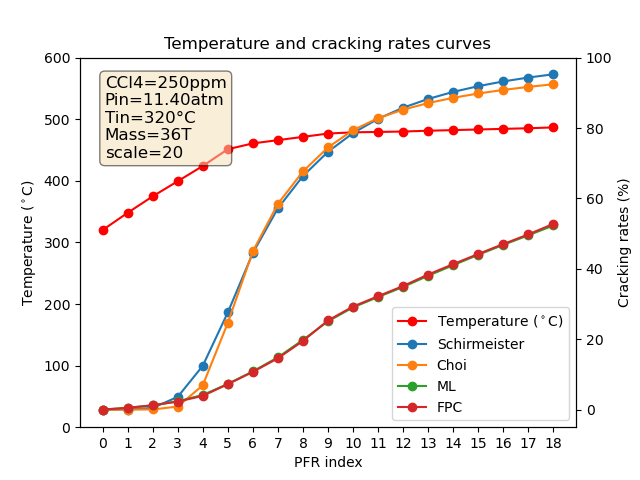 Temperature and cracking rates curves
CCl4=250ppm
Pin=11.40atm
Tin=320°C
Mass=36T
scale=20
Temperature (°C)
600
500
400
300
200
100
0
Cracking rates (%)
100
80
60
40
20
0
Temperature (°C)
Schirmeister
Choi
ML
FPC
0 1 2 3 4 5 6 7 8 9 10 11 12 13 14 15 16 17 18
PFR index